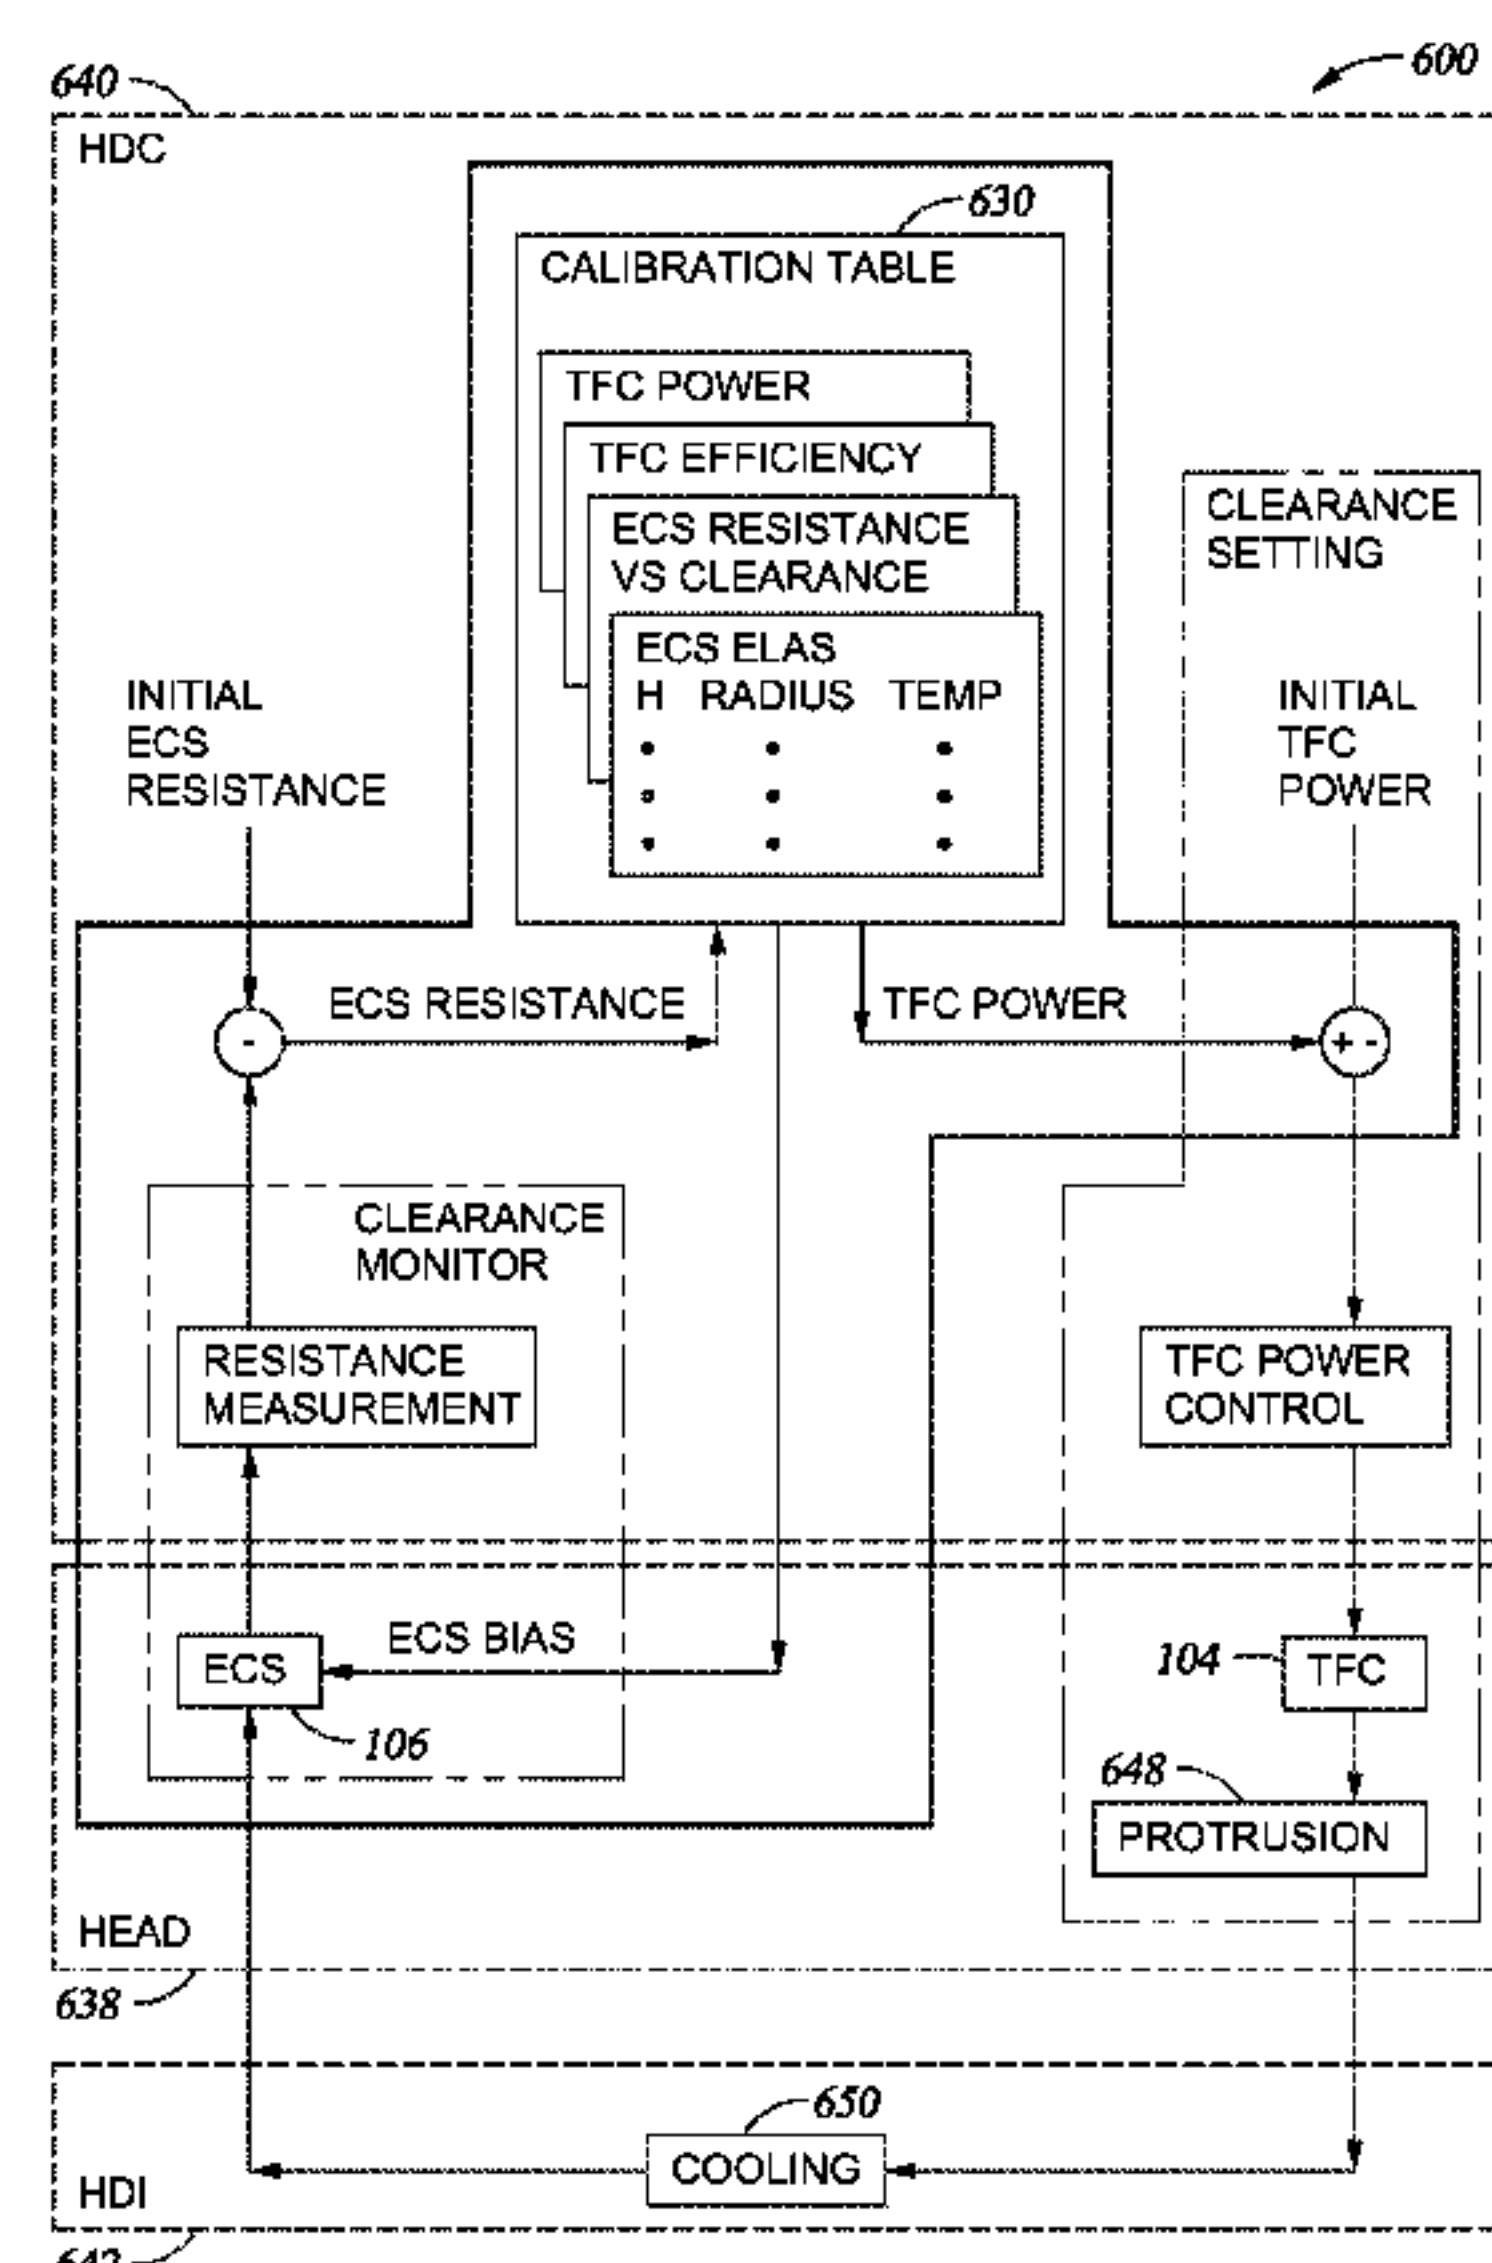 600
640
HDC
630
CALIBRATION TABLE
TFC POWER
TFC EFFICIENCY
ECS RESISTANCE
VS CLEARANCE
ECS ELAS
H RADIUS TEMP
CLEARANCE
SETTING
INITIAL
ECS
RESISTANCE
INITIAL
TFC
POWER
-
ECS RESISTANCE
TFC POWER
+ -
CLEARANCE
MONITOR
RESISTANCE
MEASUREMENT
TFC POWER
CONTROL
ECS BIAS
ECS
106
104
TFC
648
PROTRUSION
HEAD
638
650
COOLING
HDI